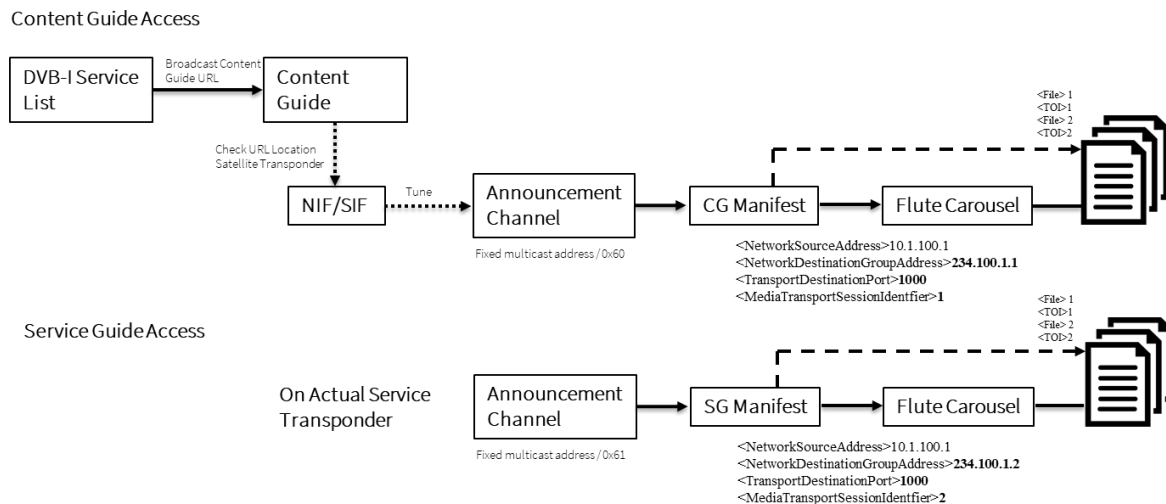 Content Guide Access
DVB-I Service
List
Broadcast Content
Guide URL
Content
Guide
Check URL Location
Satellite Transponder
NIF/SIF
Tune
Announcement
Channel
Fixed multicast address / 0x60
CG Manifest
Flute Carousel
<File> 1
<TOI>1
<File> 2
<TOI>2
<NetworkSourceAddress>10.1.100.1
<NetworkDestinationGroupAddress>234.100.1.1
<TransportDestinationPort>1000
<MediaTransportSessionIdentfier>1
Service Guide Access
On Actual Service
Transponder
Announcement
Channel
Fixed multicast address / 0x61
SG Manifest
Flute Carousel
<File> 1
<TOI>1
<File> 2
<TOI>2
<NetworkSourceAddress>10.1.100.1
<NetworkDestinationGroupAddress>234.100.1.2
<TransportDestinationPort>1000
<MediaTransportSessionIdentfier>2